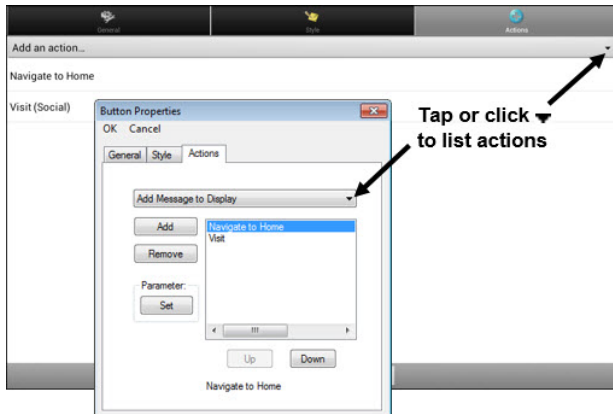 General
Style
Actions
Add an action...
Navigate to Home
Visit (Social)
Tap or click
to list actions
Button Properties
OK Cancel
General Style Actions
Add Message to Display
Add
Remove
Parameter:
Set
Navigate to Home
Visit
Up Down
Navigate to Home